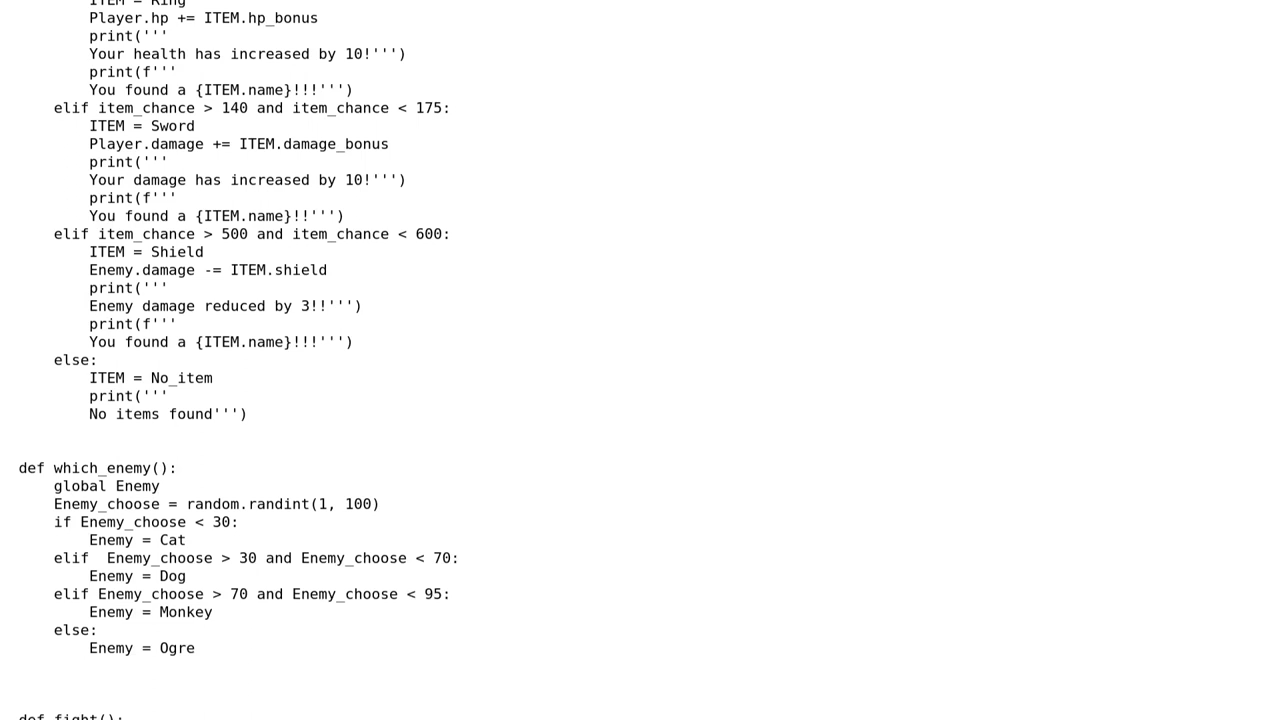 ITEM = Ring
Player.hp += ITEM.hp_bonus
print('''
Your health has increased by 10!''')
print(f'''
You found a {ITEM.name}!!!''')
elif item_chance > 140 and item_chance < 175:
ITEM = Sword
Player.damage += ITEM.damage_bonus
print('''
Your damage has increased by 10!''')
print(f'''
You found a {ITEM.name}!!''')
elif item_chance > 500 and item_chance < 600:
ITEM = Shield
Enemy.damage -= ITEM.shield
print('''
Enemy damage reduced by 3!!''')
print(f'''
You found a {ITEM.name}!!!''')
else:
ITEM = No_item
print('''
No items found''')
def which_enemy():
global Enemy
Enemy_choose = random.randint(1, 100)
if Enemy_choose < 30:
Enemy = Cat
elif  Enemy_choose > 30 and Enemy_choose < 70:
Enemy = Dog
elif Enemy_choose > 70 and Enemy_choose < 95:
Enemy = Monkey
else:
Enemy = Ogre
def fight():